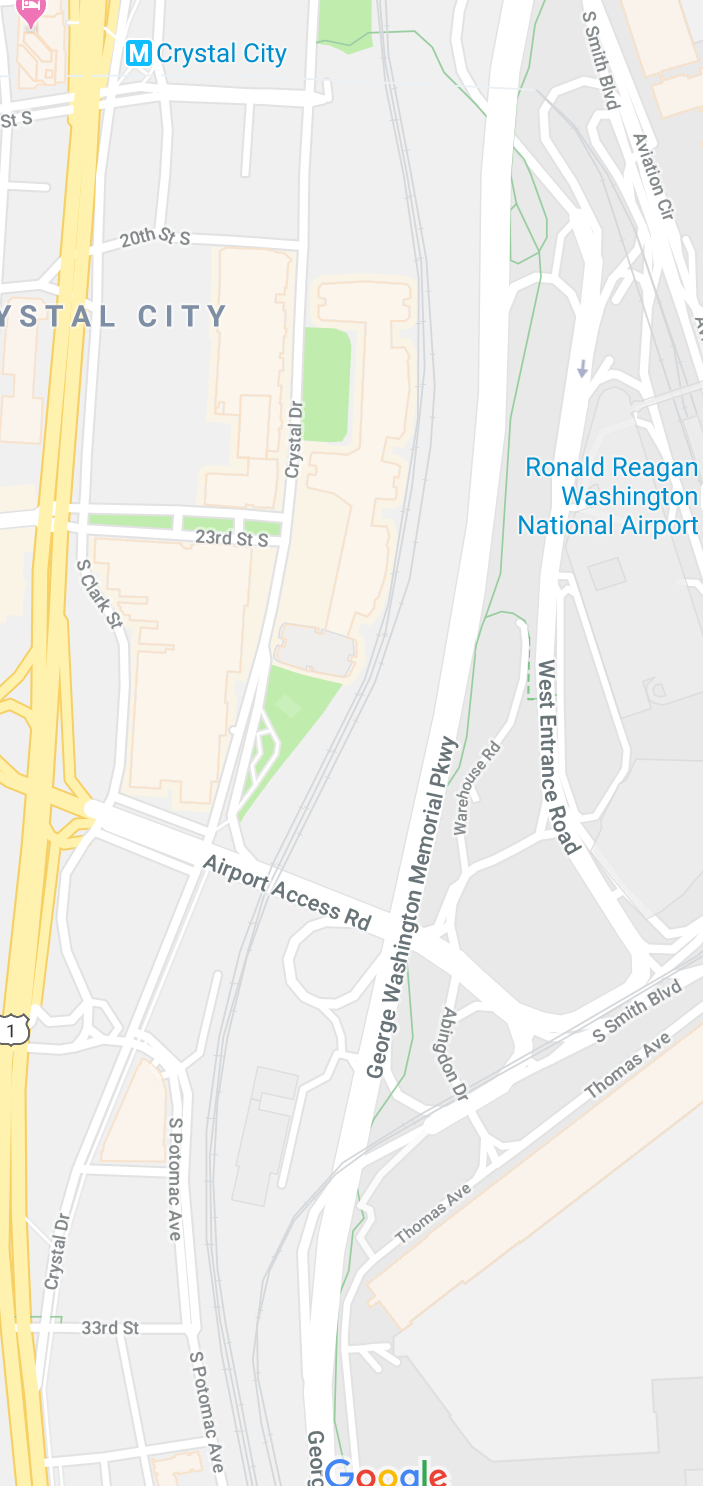 S Smith Blvd
M Crystal City
St S
Aviation Cir
20th St S
YSTAL CITY
Crystal Dr
Ronald Reagan
Washington
National Airport
23rd St S
S Clark St
West Entrance Road
George Washington Memorial Pkwy
Warehouse Rd
Airport Access Rd
S Smith Blvd
1
Abingdon Dr
Thomas Ave
S Potomac Ave
Thomas Ave
Crystal Dr
33rd St
S Potomac Ave
Georg
Google